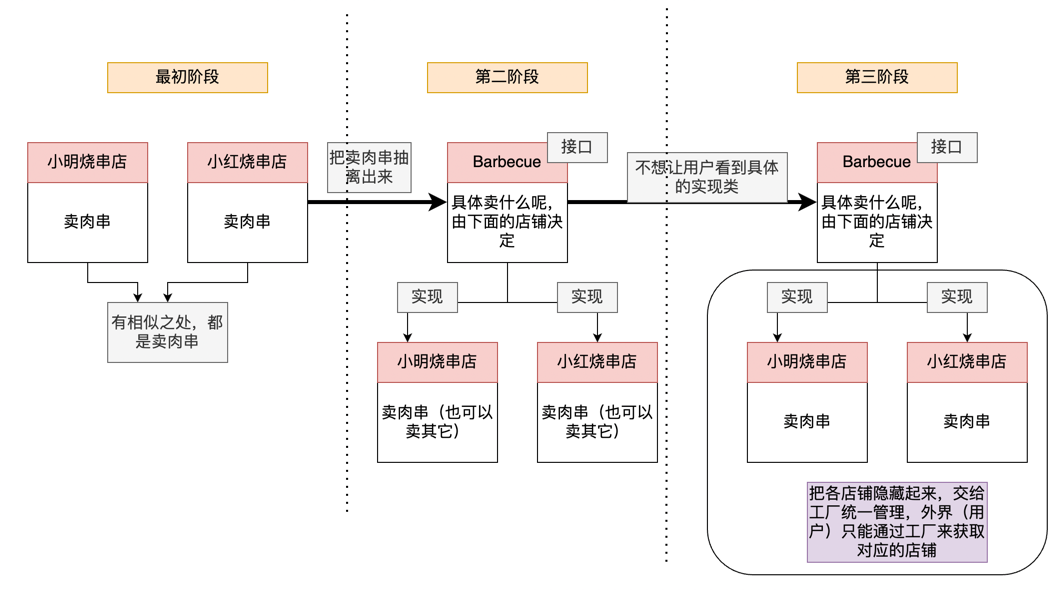 最初阶段
小明烧串店
卖肉串
小红烧串店
卖肉串
有相似之处，都
是卖肉串
把卖肉串抽
离出来
第二阶段
接口
Barbecue
具体卖什么呢，
由下面的店铺决
定
实现
实现
小明烧串店
卖肉串（也可以
卖其它）
小红烧串店
卖肉串（也可以
卖其它）
不想让用户看到具体
的实现类
第三阶段
接口
Barbecue
具体卖什么呢，
由下面的店铺决
定
实现
实现
小明烧串店
卖肉串
小红烧串店
卖肉串
把各店铺隐藏起来，交给
工厂统一管理，外界（用
户）只能通过工厂来获取
对应的店铺